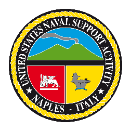 UNITED STATES NAVAL SUPPORT ACTIVITY
NAPLES - ITALY